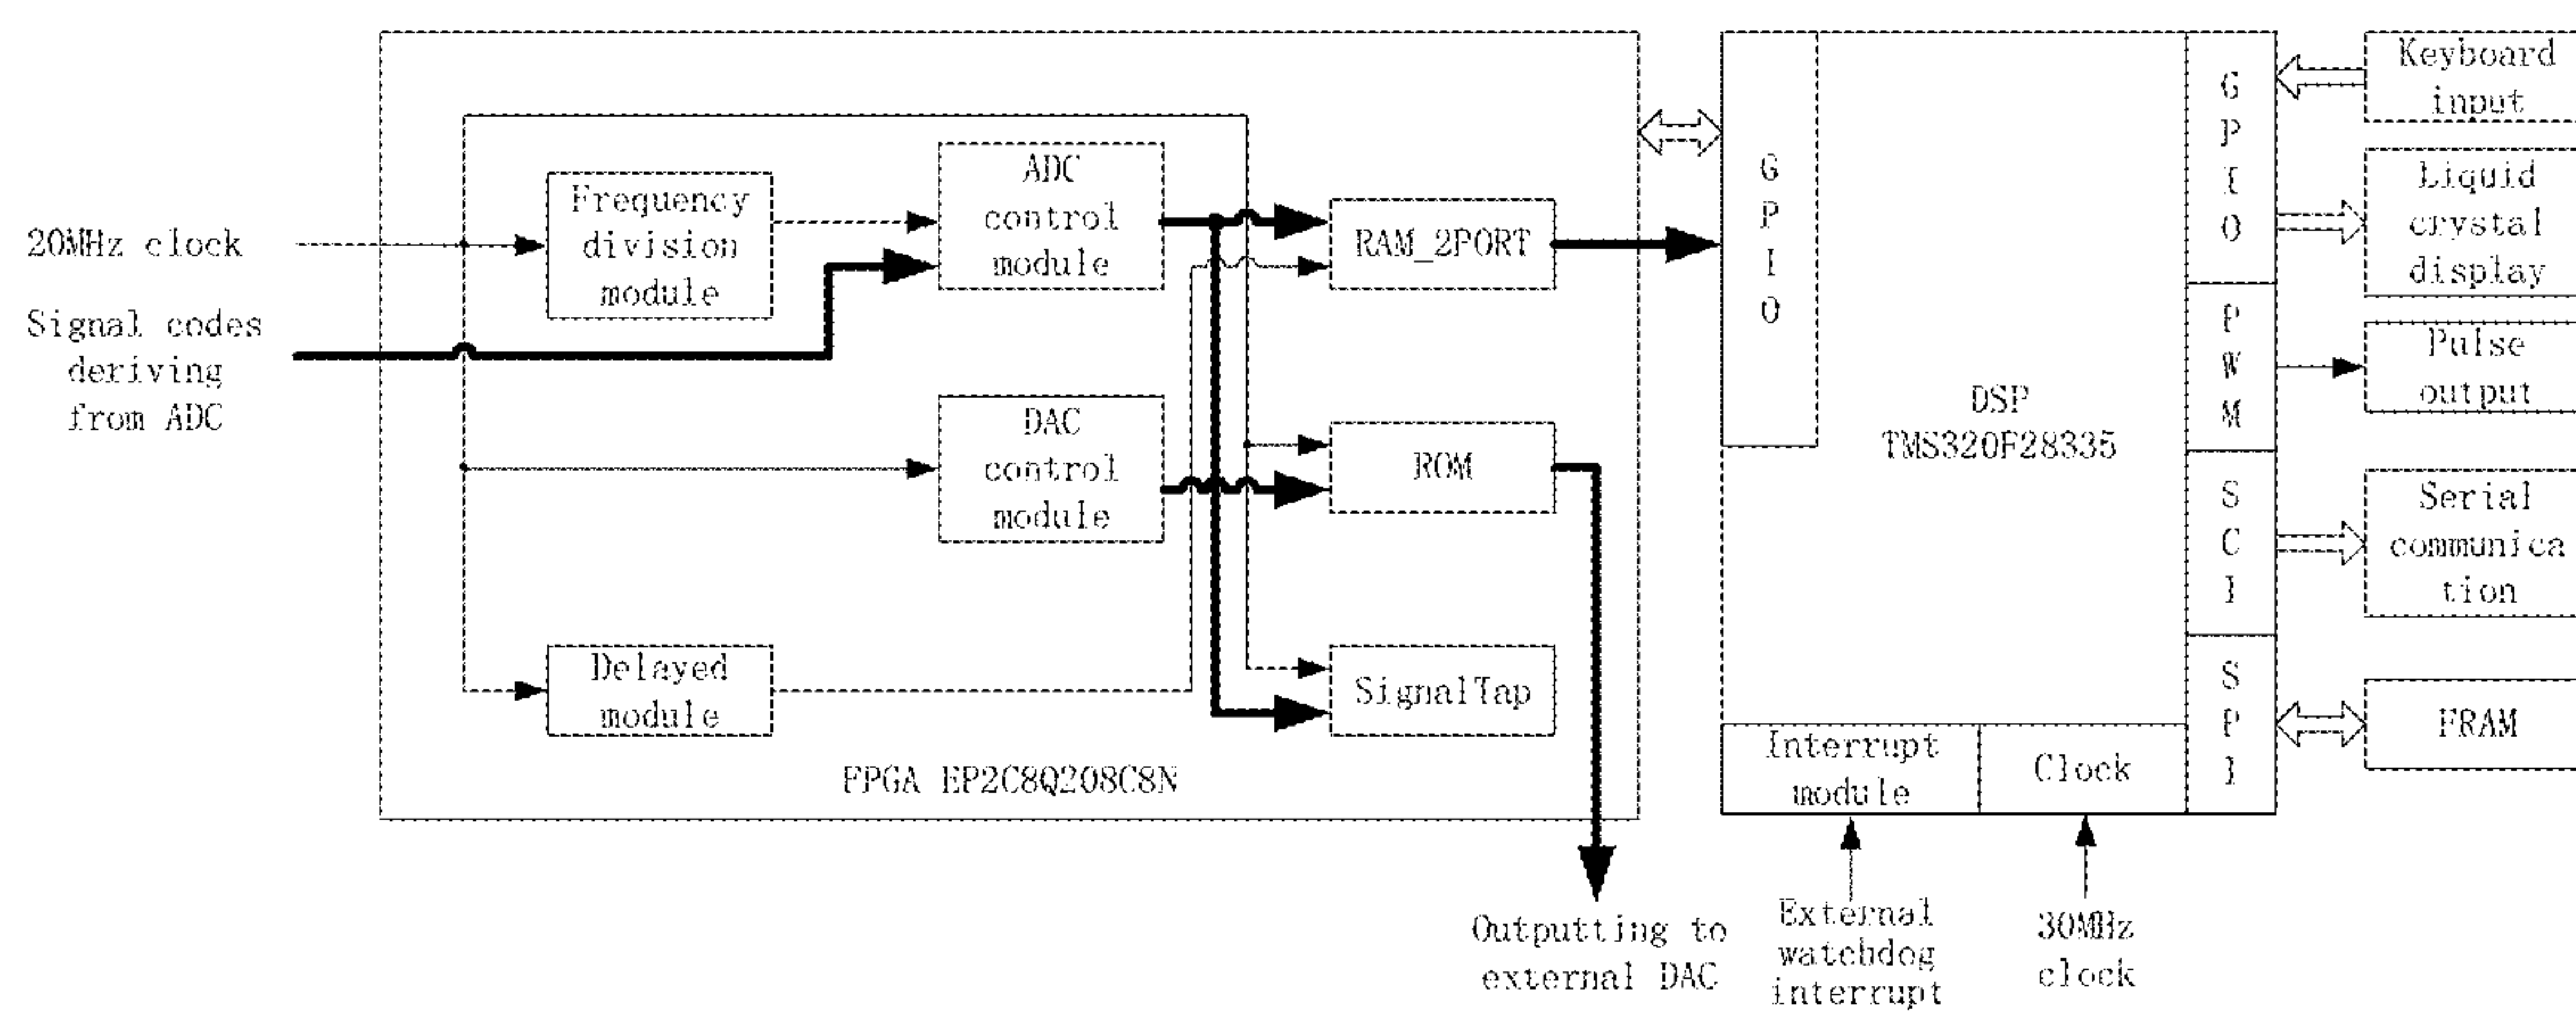 20MHz clock
Signal codes
deriving
from ADC
Frequency
division
module
ADC
control
module
RAM_2PORT
DAC
control
module
ROM
Delayed
module
SignalTap
FPGA EP2C8Q208C8N
Outputting to
external DAC
G
P
I
O
DSP
TMS320F28335
G
P
I
O
P
W
M
S
C
I
S
P
I
Interrupt
module
Clock
External
watchdog
interrupt
30MHz
clock
Keyboard
input
Liquid
crystal
display
Pulse
output
Serial
communica
tion
FRAM